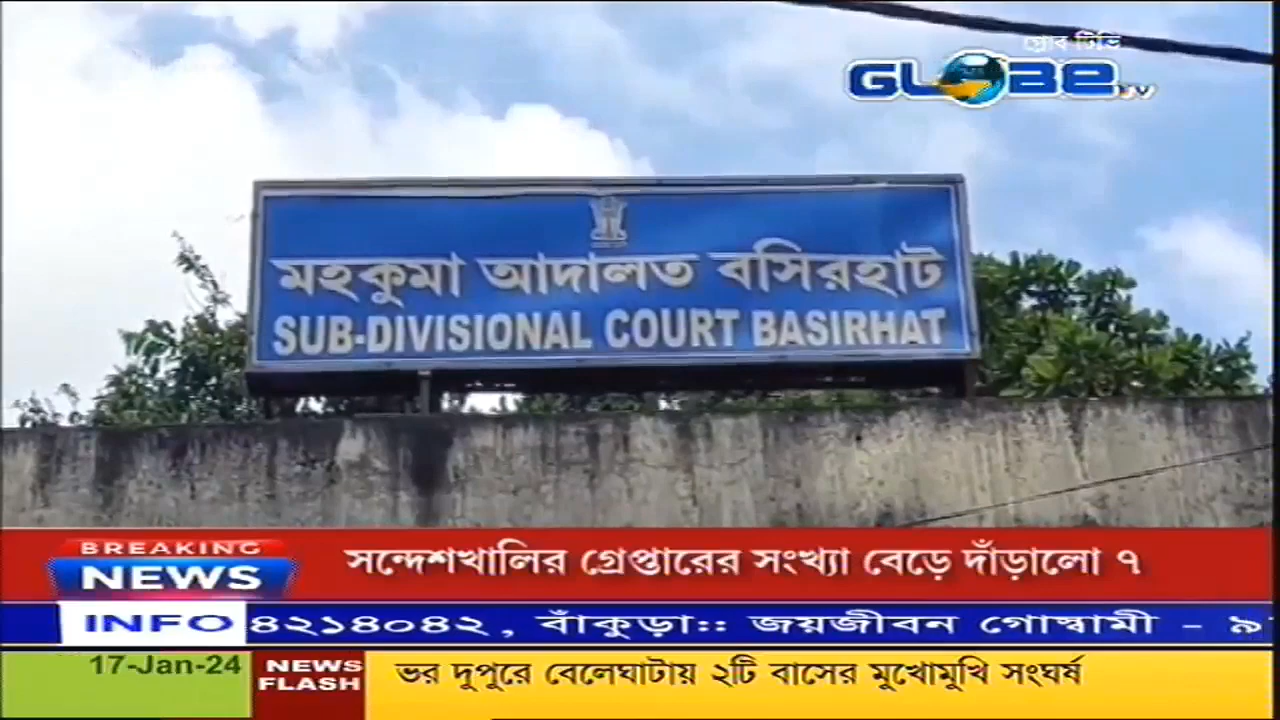 গ্লোব টিভি
GLOBE TV
মহকুমা আদালত বসিরহাট
SUB-DIVISIONAL COURT BASIRHAT
BREAKING NEWS
সন্দেশখালির গ্রেপ্তারের সংখ্যা বেড়ে দাঁড়ালো ৭
INFO
৪২১৪০৪২, বাঁকুড়া:: জয়জীবন গোস্বামী - ৯
17-Jan-24
NEWS FLASH
ভর দুপুরে বেলেঘাটায় ২টি বাসের মুখোমুখি সংঘর্ষ